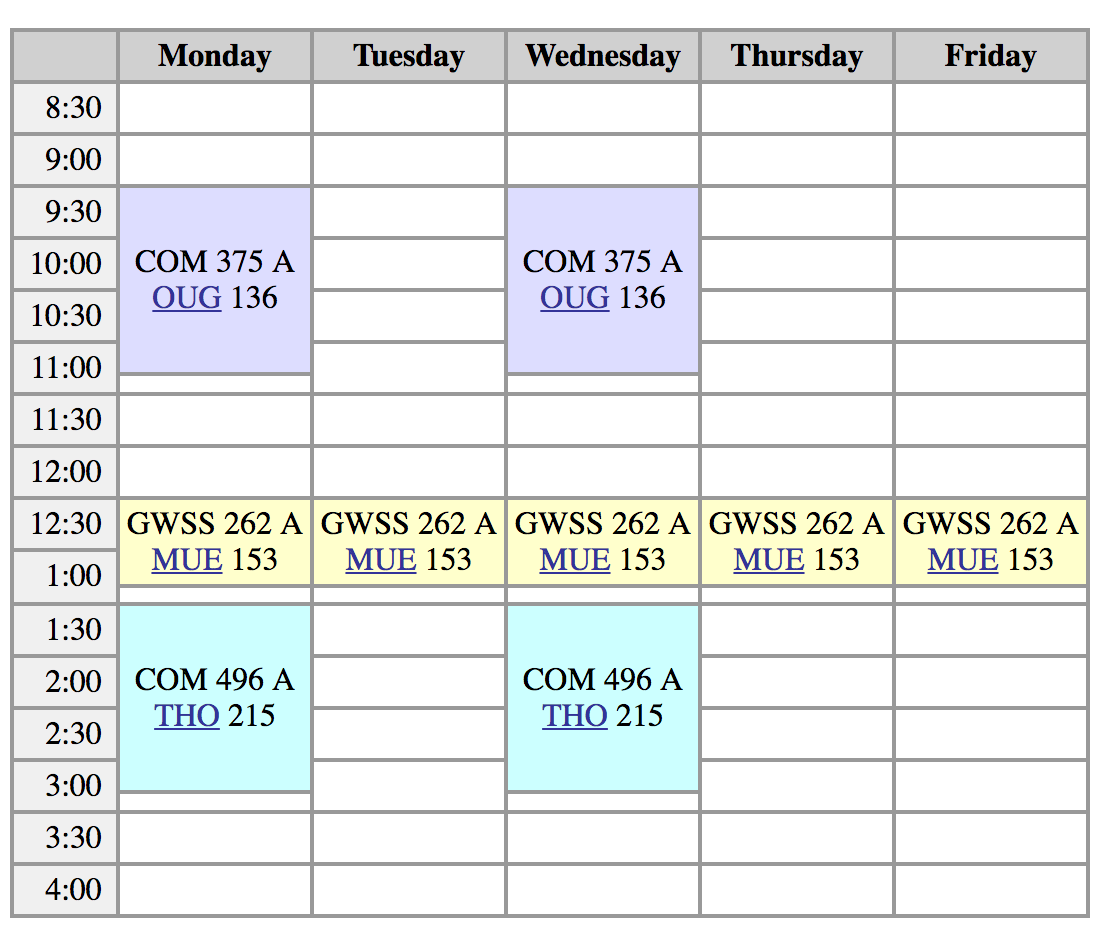 Monday Tuesday Wednesday Thursday Friday
8:30
9:00
9:30
10:00 COM 375 A COM 375 A
OUG 136 OUG 136
10:30
11:00
11:30
12:00
12:30 GWSS 262 A GWSS 262 A GWSS 262 A GWSS 262 A GWSS 262 A
MUE 153 MUE 153 MUE 153 MUE 153 MUE 153
1:00
1:30
2:00 COM 496 A COM 496 A
THO 215 THO 215
2:30
3:00
3:30
4:00